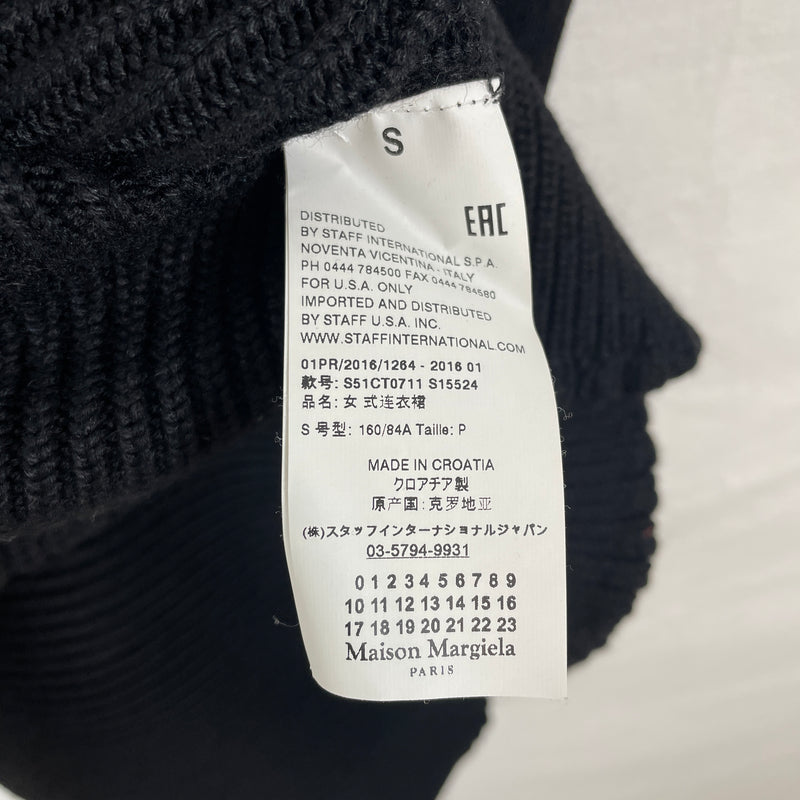 S
EAC
DISTRIBUTED
BY STAFF INTERNATIONAL S.P.A.
NOVENTA VICENTINA - ITALY
PH 0444 784500 FAX 0444 784580
FOR U.S.A. ONLY
IMPORTED AND DISTRIBUTED
BY STAFF U.S.A. INC.
WWW.STAFFINTERNATIONAL.COM
01PR/2016/1264 - 2016 01
款号: S51CT0711 S15524
品名: 女 式连衣裙
S 号型: 160/84A Taille: P
MADE IN CROATIA
クロアチア製
原产国: 克罗地亚
(株)スタッフインターナショナルジャパン
03-5794-9931
0 1 2 3 4 5 6 7 8 9
10 11 12 13 14 15 16
17 18 19 20 21 22 23
Maison Margiela
PARIS